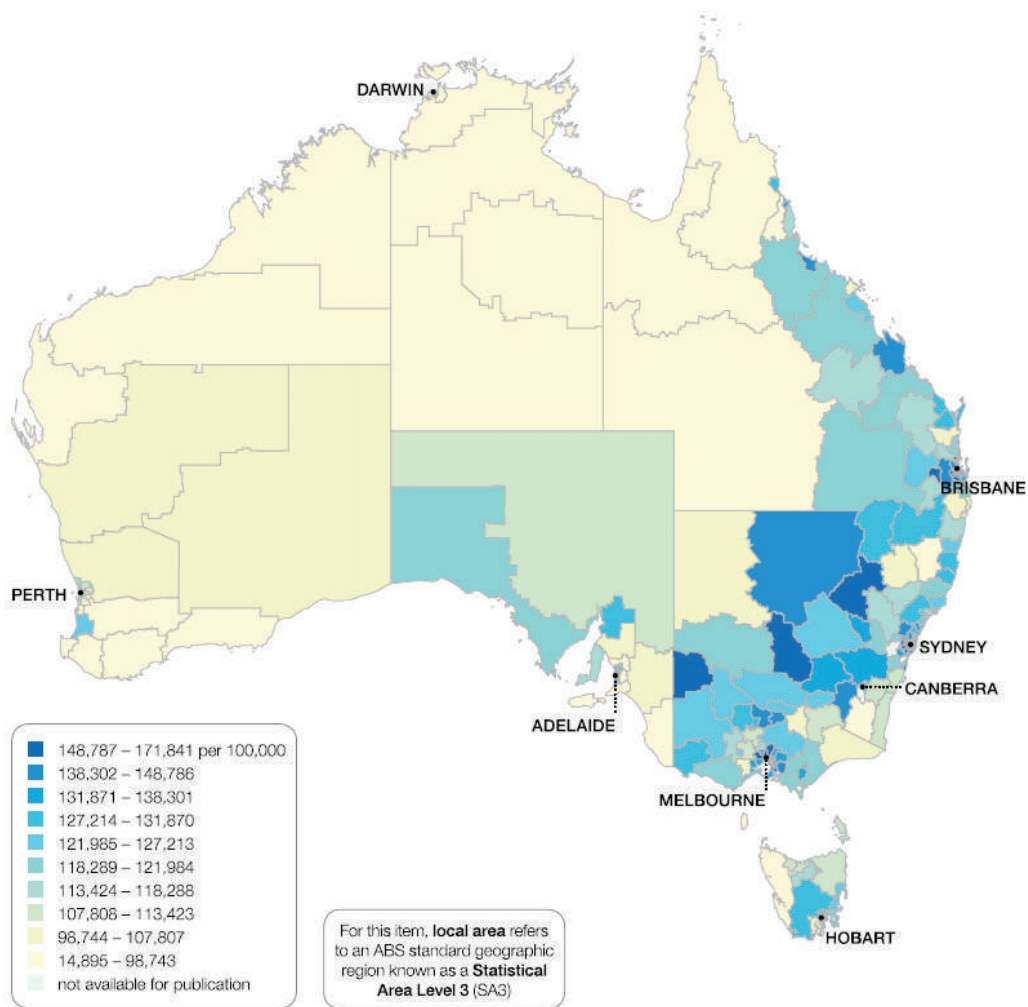 DARWIN
BRISBANE
PERTH
SYDNEY
CANBERRA
ADELAIDE
MELBOURNE
HOBART
148,787 – 171,841 per 100,000
138,302 – 148,786
131,871 – 138,301
127,214 – 131,870
121,985 – 127,213
118,289 – 121,984
113,424 – 118,288
107,808 – 113,423
98,744 – 107,807
14,895 – 98,743
not available for publication
For this item, local area refers
to an ABS standard geographic
region known as a Statistical
Area Level 3 (SA3)